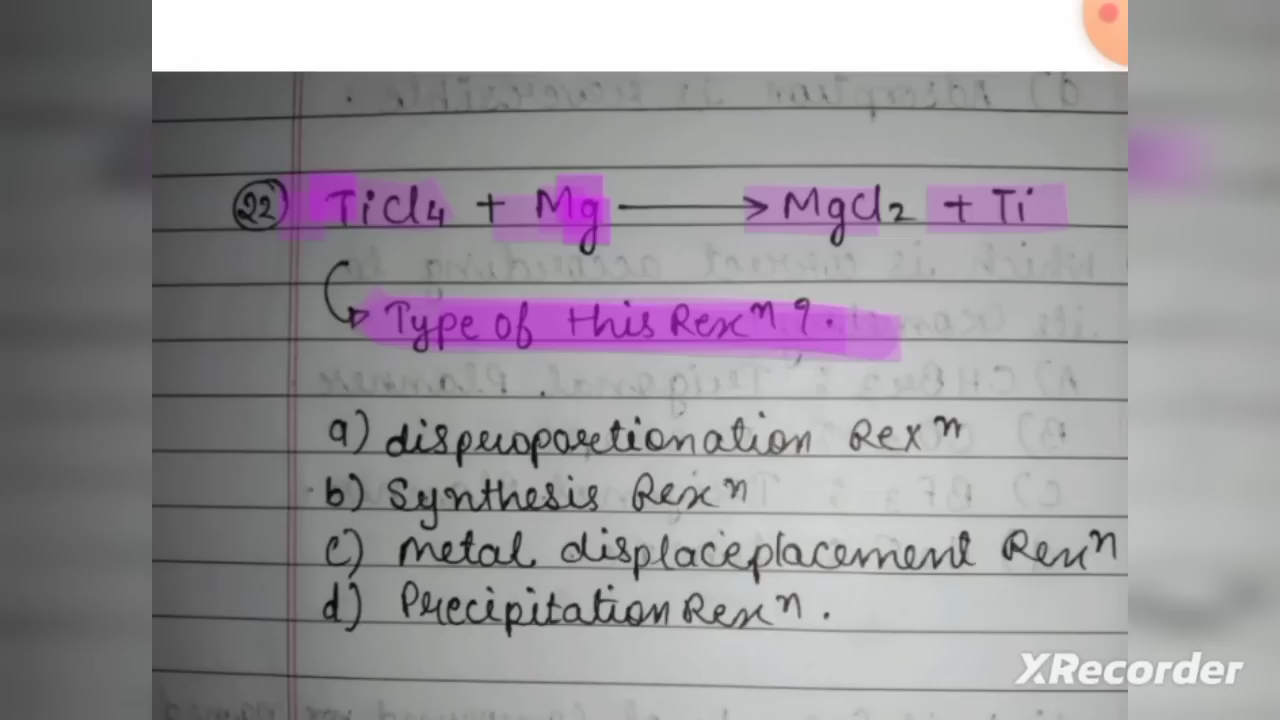 22) TiCl4 + Mg ⟶ MgCl2 + Ti
Type of this Rexⁿ ?.
a) disproportionation Rexⁿ
b) Synthesis Rexⁿ
c) metal displaceplacement Rexⁿ
d) Precipitation Rexⁿ.
XRecorder